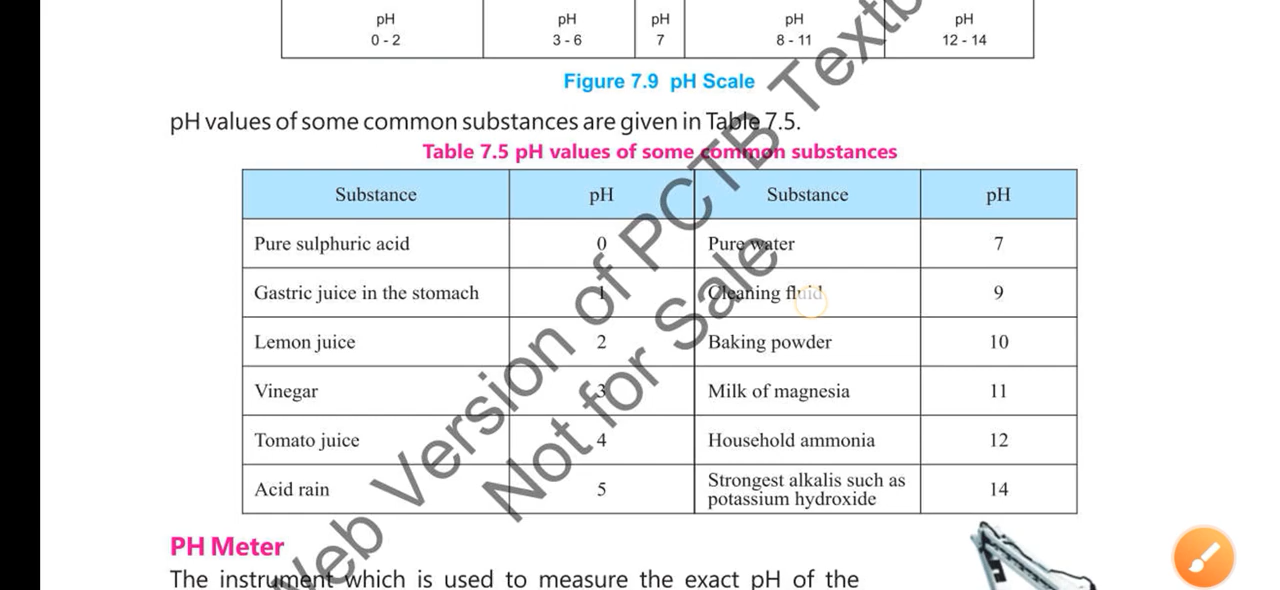 pH pH pH pH pH
0 - 2 3 - 6 7 8 - 11 12 - 14
Figure 7.9 pH Scale
pH values of some common substances are given in Table 7.5.
Table 7.5 pH values of some common substances
Substance pH Substance pH
Pure sulphuric acid 0 Pure water 7
Gastric juice in the stomach 1 Cleaning fluid 9
Lemon juice 2 Baking powder 10
Vinegar 3 Milk of magnesia 11
Tomato juice 4 Household ammonia 12
Acid rain 5 Strongest alkalis such as
potassium hydroxide 14
PH Meter
The instrument which is used to measure the exact pH of the
Web Version of PCTB Textb
Not for Sale